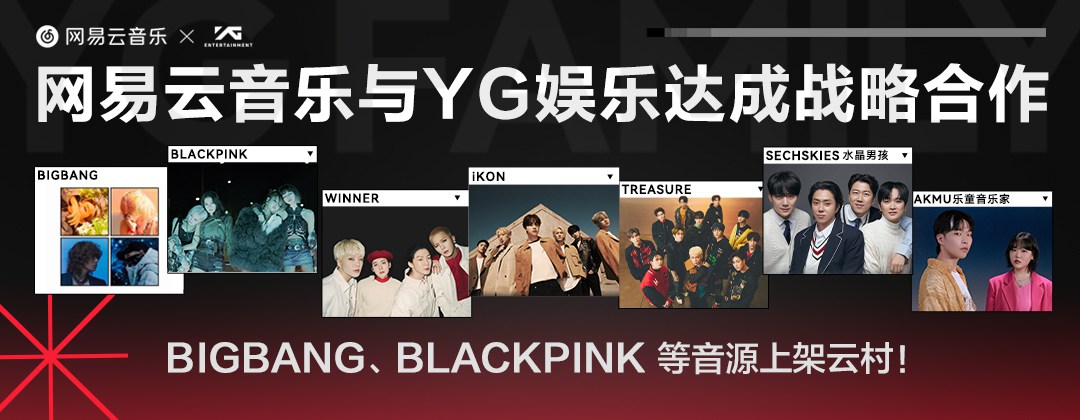 网易云音乐 × YG ENTERTAINMENT
YG FAMILY
网易云音乐与YG娱乐达成战略合作
BIGBANG
BLACKPINK
WINNER
iKON
TREASURE
SECHSKIES 水晶男孩
AKMU乐童音乐家
BIGBANG、BLACKPINK 等音源上架云村！